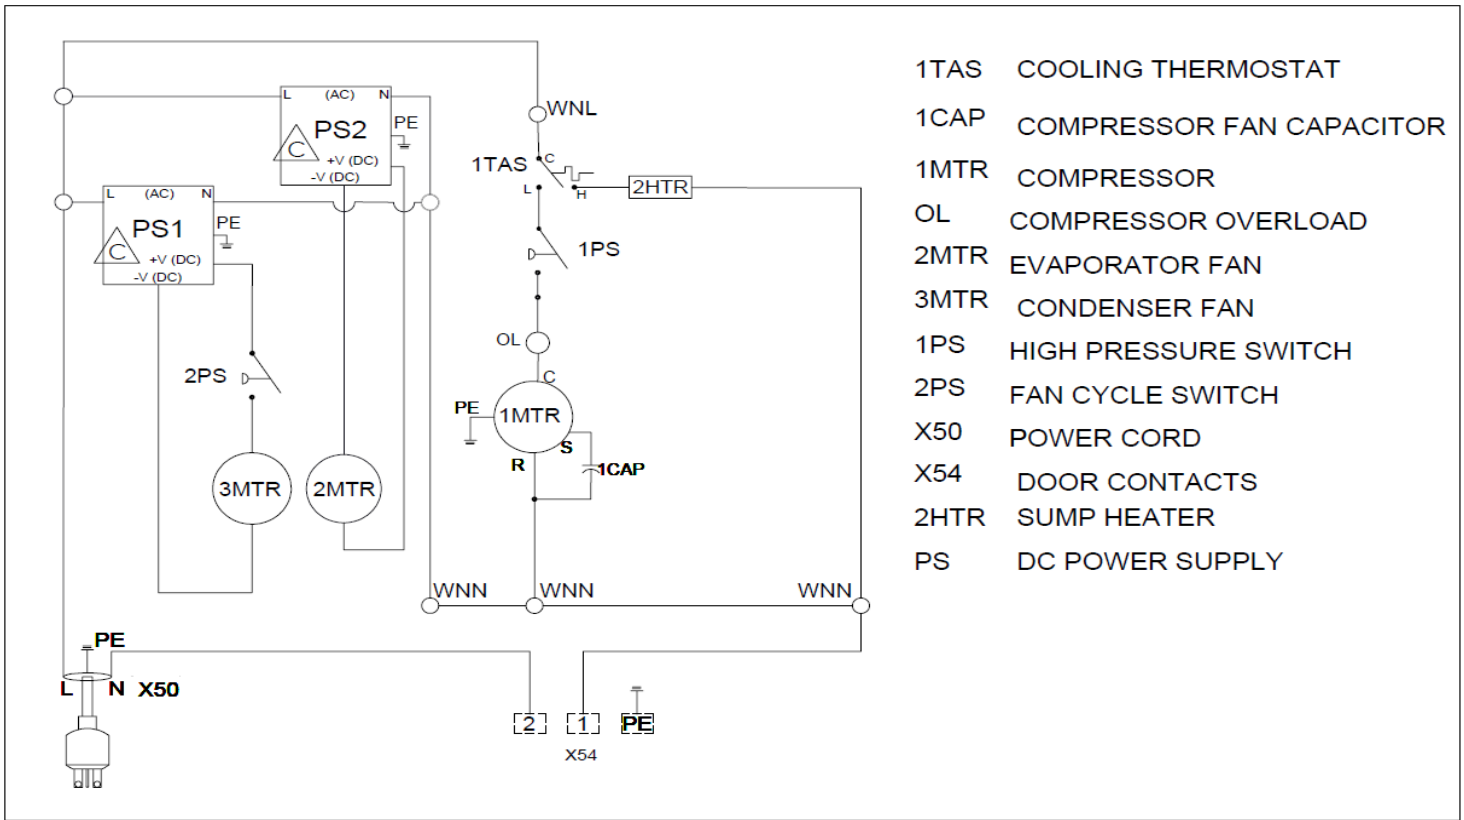 WNL
L (AC) N
PE
PS2
C
+V (DC)
-V (DC)
1TAS
C
L
H
2HTR
L (AC) N
PE
PS1
C
+V (DC)
-V (DC)
1PS
OL
2PS
C
PE
1MTR
S
R
1CAP
3MTR
2MTR
WNN
WNN
WNN
PE
L N X50
2
1
PE
X54
1TAS COOLING THERMOSTAT
1CAP COMPRESSOR FAN CAPACITOR
1MTR COMPRESSOR
OL COMPRESSOR OVERLOAD
2MTR EVAPORATOR FAN
3MTR CONDENSER FAN
1PS HIGH PRESSURE SWITCH
2PS FAN CYCLE SWITCH
X50 POWER CORD
X54 DOOR CONTACTS
2HTR SUMP HEATER
PS DC POWER SUPPLY